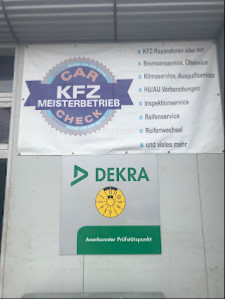 CAR
KFZ
MEISTERBETRIEB
CHECK
KFZ-Reparaturen aller Art
Bremsenservice, Ölservice
Klimaservice, Auspuffservice
HU/AU Vorbereitungen
Inspektionsservice
Reifenservice
Reifenwechsel
und vieles mehr
DEKRA
Anerkannter Prüfstützpunkt